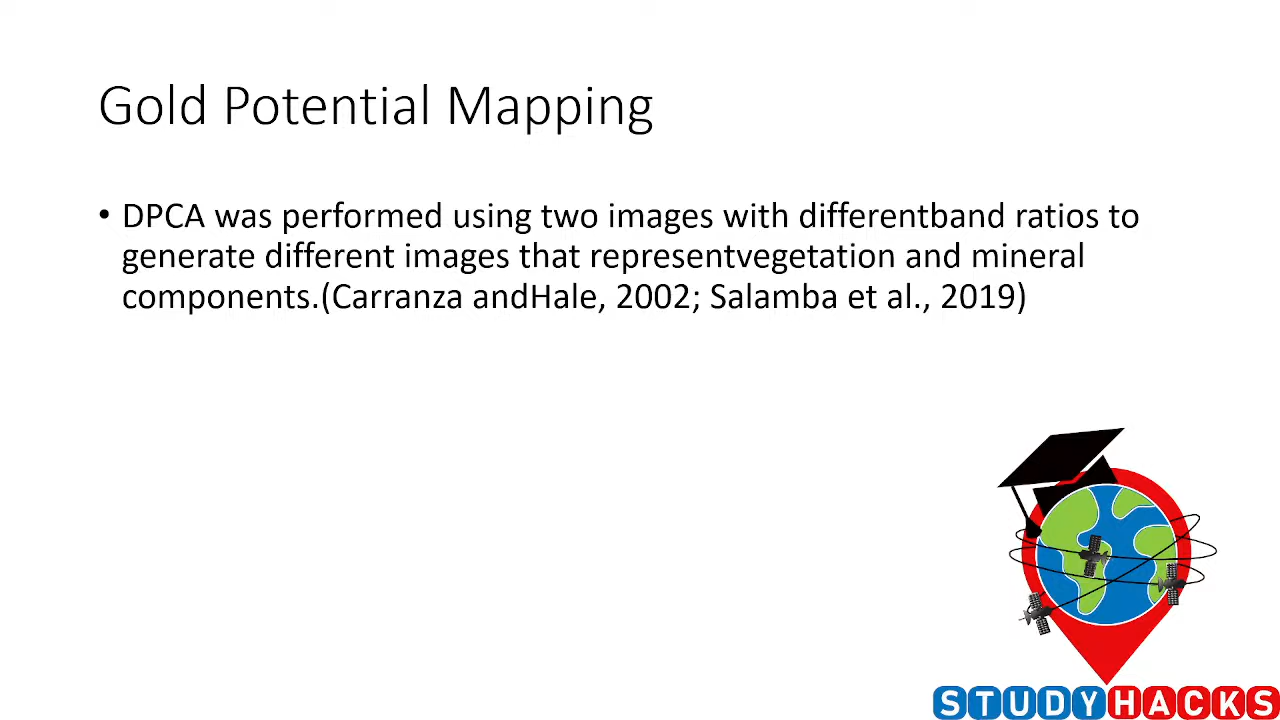 Gold Potential Mapping
• DPCA was performed using two images with differentband ratios to
generate different images that representvegetation and mineral
components.(Carranza andHale, 2002; Salamba et al., 2019)
STUDYHACKS